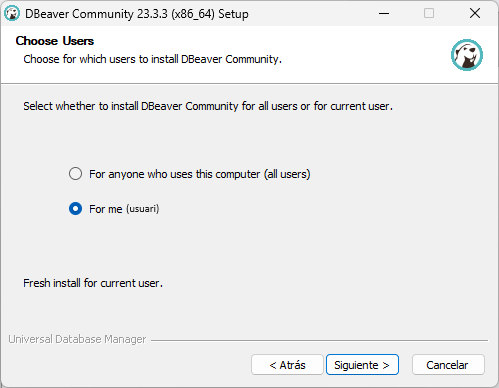 DBeaver Community 23.3.3 (x86_64) Setup
Choose Users
Choose for which users to install DBeaver Community.
Select whether to install DBeaver Community for all users or for current user.
For anyone who uses this computer (all users)
For me (usuari)
Fresh install for current user.
Universal Database Manager
< Atrás
Siguiente >
Cancelar